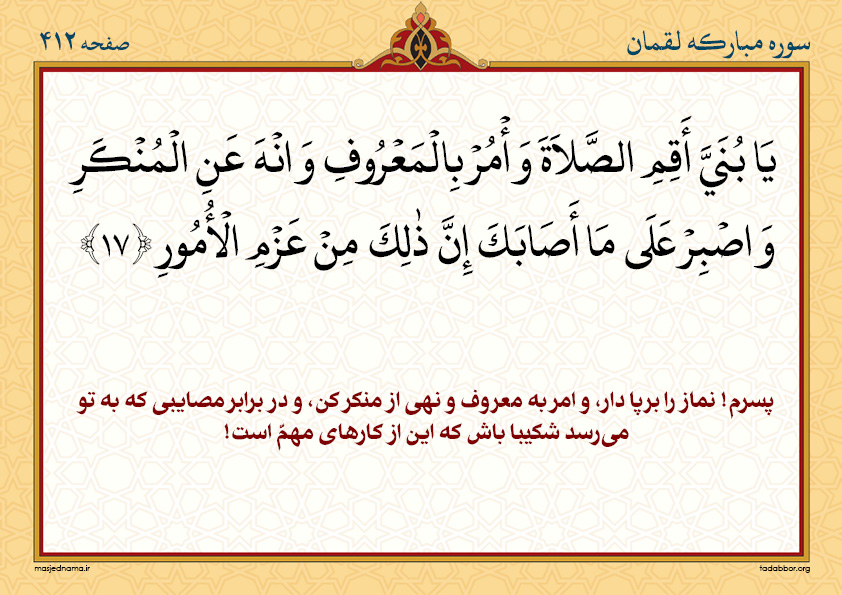 سوره مبارکه لقمان
صفحه ۴۱۲
يَا بُنَيَّ أَقِمِ الصَّلَاةَ وَأْمُرْ بِالْمَعْرُوفِ وَانْهَ عَنِ الْمُنْكَرِ
وَاصْبِرْ عَلَى مَا أَصَابَكَ إِنَّ ذَٰلِكَ مِنْ عَزْمِ الْأُمُورِ ﴿۱۷﴾
پسرم! نماز را برپا دار، و امر به معروف و نهی از منکر کن، و در برابر مصایبی که به تو
می‌رسد شکیبا باش که این از کارهای مهمّ است!
masjednama.ir
tadabbor.org